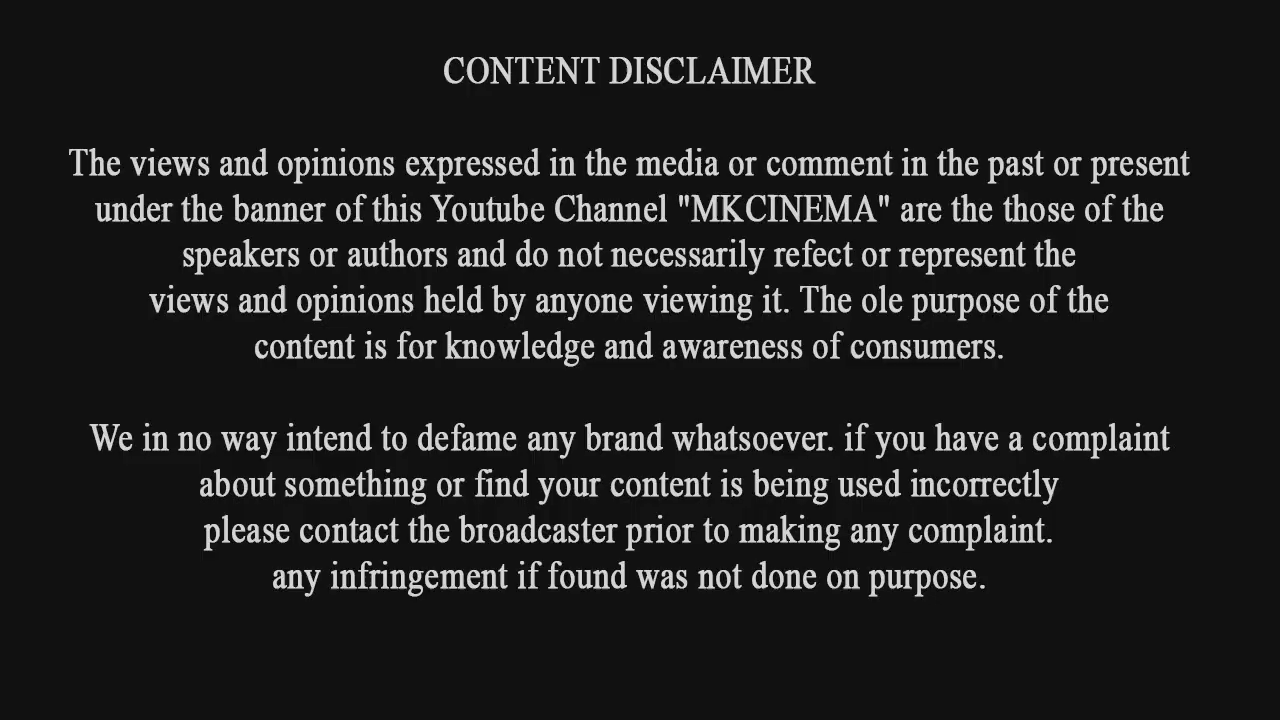 CONTENT DISCLAIMER
The views and opinions expressed in the media or comment in the past or present
under the banner of this Youtube Channel "MKCINEMA" are the those of the
speakers or authors and do not necessarily refect or represent the
views and opinions held by anyone viewing it. The ole purpose of the
content is for knowledge and awareness of consumers.
We in no way intend to defame any brand whatsoever. if you have a complaint
about something or find your content is being used incorrectly
please contact the broadcaster prior to making any complaint.
any infringement if found was not done on purpose.